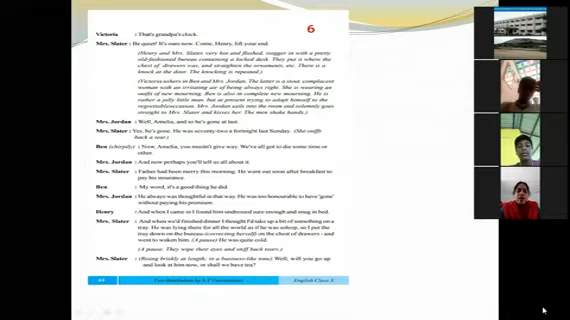 6
Victoria : That's grandpa's clock.
Mrs. Slater : Be quiet! It's ours now. Come, Henry, lift your end.
(Henry and Mrs. Slater, very hot and flushed, stagger in with a pretty
old-fashioned bureau containing a locked desk. They put it where the
chest of drawers was, and straighten the ornaments, etc. There is a
knock at the door. The knocking is repeated.)
(Victoria ushers in Ben and Mrs. Jordan. The latter is a stout, complacent
woman with an irritating air of being always right. She is wearing an
outfit of new mourning. Ben is also in complete new mourning. He is
rather a jolly little man, but at present trying to adapt himself to the
regrettable occasion. Mrs. Jordan sails into the room and solemnly goes
straight to Mrs Slater and kisses her. The men shake hands.)
Mrs. Jordan : Well, Amelia, and so he's gone at last.
Mrs. Slater : Yes, he's gone. He was seventy-two a fortnight last Sunday. (She sniffs
back a tear.)
Ben (chirpily) : Now, Amelia, you mustn't give way. We've all got to die some time or
other.
Mrs. Jordan : And now perhaps you'll tell us all about it.
Mrs. Slater : Father had been merry this morning. He went out soon after breakfast to
pay his insurance.
Ben : My word, it's a good thing he did.
Mrs. Jordan : He always was thoughtful in that way. He was too honourable to have 'gone'
without paying his premium.
Henry : And when I came in I found him undressed sure enough and snug in bed.
Mrs. Slater : And when we'd finished dinner I thought I'd take up a bit of something on a
tray. He was lying there for all the world as if he was asleep, so I put the
tray down on the bureau-(correcting herself) on the chest of drawers - and
went to waken him. (A pause) He was quite cold.
(A pause. They wipe their eyes and sniff back tears.)
Mrs. Slater : (Rising briskly at length; in a business-like tone) Well, will you go up
and look at him now, or shall we have tea?
English Class X